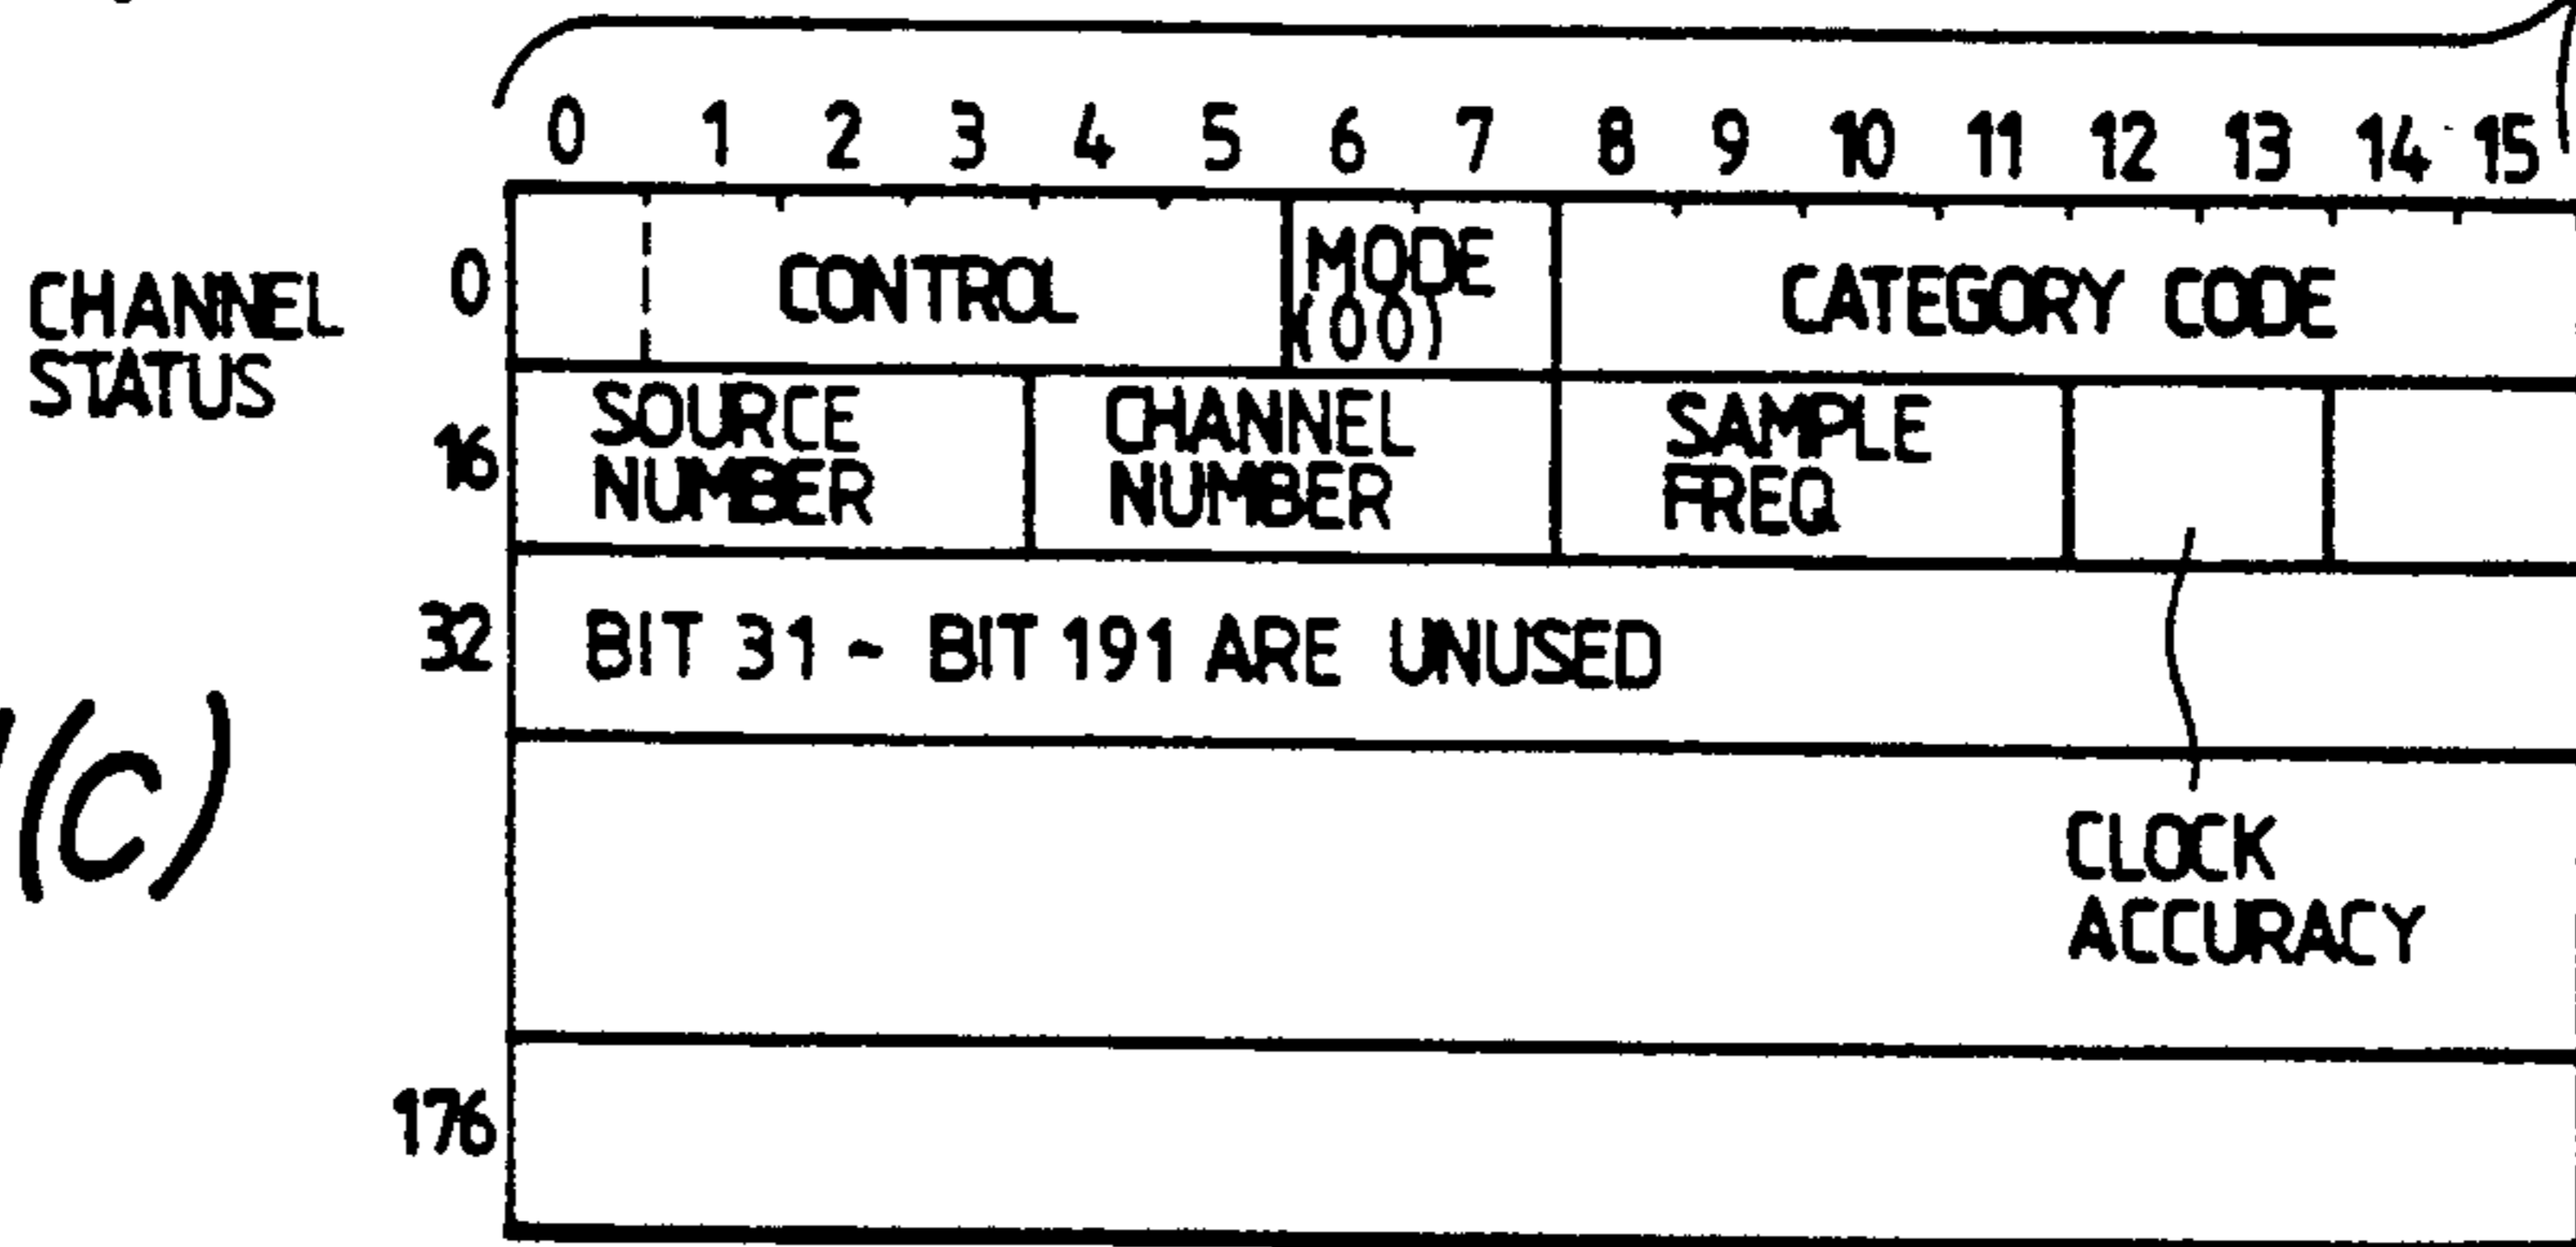 0 1 2 3 4 5 6 7 8 9 10 11 12 13 14 15
CHANNEL
STATUS
0
CONTROL
MODE
(00)
CATEGORY CODE
16
SOURCE
NUMBER
CHANNEL
NUMBER
SAMPLE
FREQ
32
BIT 31 ~ BIT 191 ARE UNUSED
(c)
CLOCK
ACCURACY
176